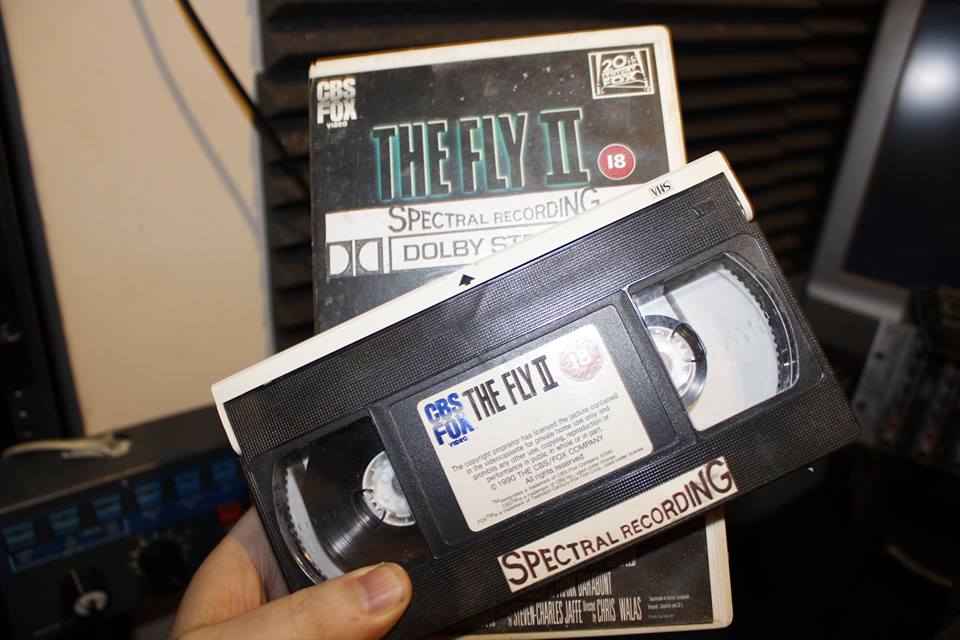 CBS
FOX
VIDEO
20th
CENTURY
FOX
THE FLY II
18
SPECTRAL RECORDING
DOLBY STE
VHS
CBS
FOX
VIDEO
THE FLY II
18
The copyright proprietor has licensed the picture contained
in the videocassette for private home use only and
prohibits any other use, copying, reproduction or
performance in public in whole or in part.
© 1990 THE CBS/FOX COMPANY
All rights reserved
SPECTRAL RECORDING
DARABONT
STEVEN-CHARLES JAFFE Directed by CHRIS WALAS